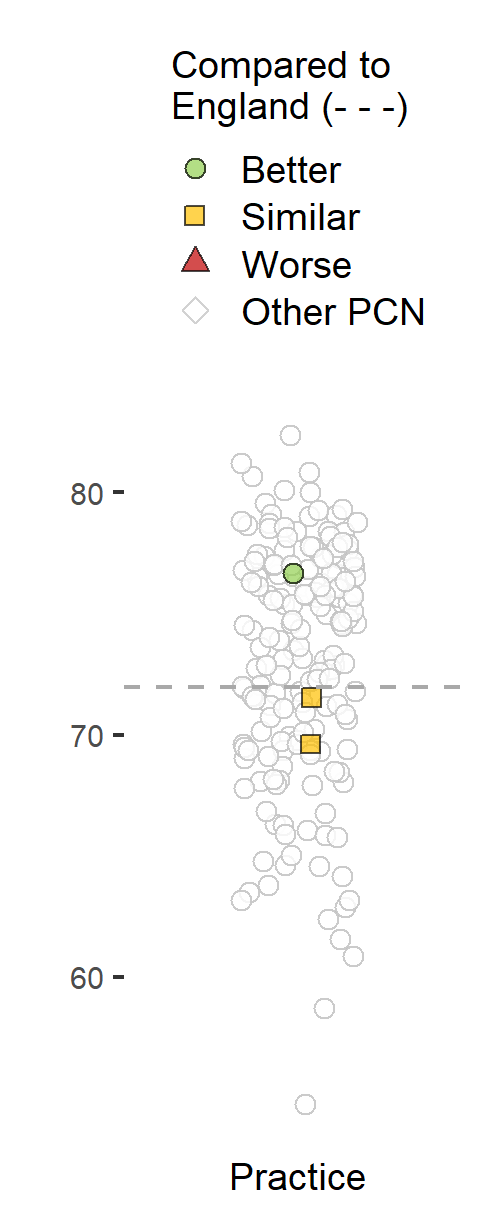 Compared to
England (- - -)
Better
Similar
Worse
Other PCN
80
70
60
Practice